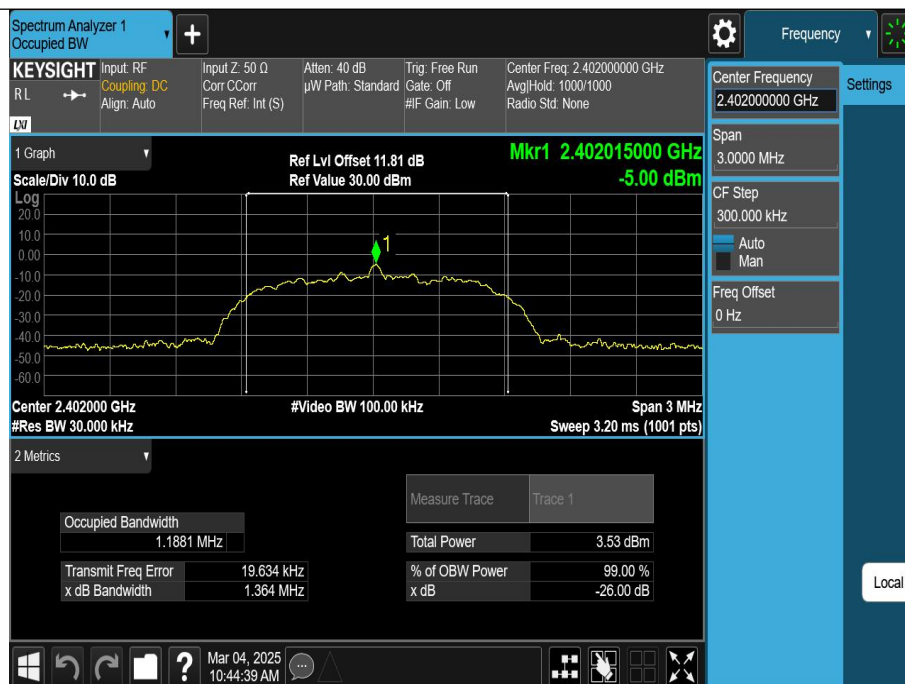 Spectrum Analyzer 1
Occupied BW
Frequency
KEYSIGHT
RL
LXI
Input: RF
Coupling: DC
Align: Auto
Input Z: 50 Ω
Corr CCorr
Freq Ref: Int (S)
Atten: 40 dB
µW Path: Standard
Trig: Free Run
Gate: Off
#IF Gain: Low
Center Freq: 2.402000000 GHz
Avg|Hold: 1000/1000
Radio Std: None
1 Graph
Scale/Div 10.0 dB
Ref Lvl Offset 11.81 dB
Ref Value 30.00 dBm
Mkr1 2.402015000 GHz
-5.00 dBm
Log
20.0
10.0
0.00
-10.0
-20.0
-30.0
-40.0
-50.0
-60.0
1
Center 2.402000 GHz
#Res BW 30.000 kHz
#Video BW 100.00 kHz
Span 3 MHz
Sweep 3.20 ms (1001 pts)
2 Metrics
Measure Trace
Trace 1
Occupied Bandwidth
1.1881 MHz
Total Power
3.53 dBm
Transmit Freq Error
19.634 kHz
% of OBW Power
99.00 %
x dB Bandwidth
1.364 MHz
x dB
-26.00 dB
Center Frequency
2.402000000 GHz
Settings
Span
3.0000 MHz
CF Step
300.000 kHz
Auto
Man
Freq Offset
0 Hz
Local
?
Mar 04, 2025
10:44:39 AM